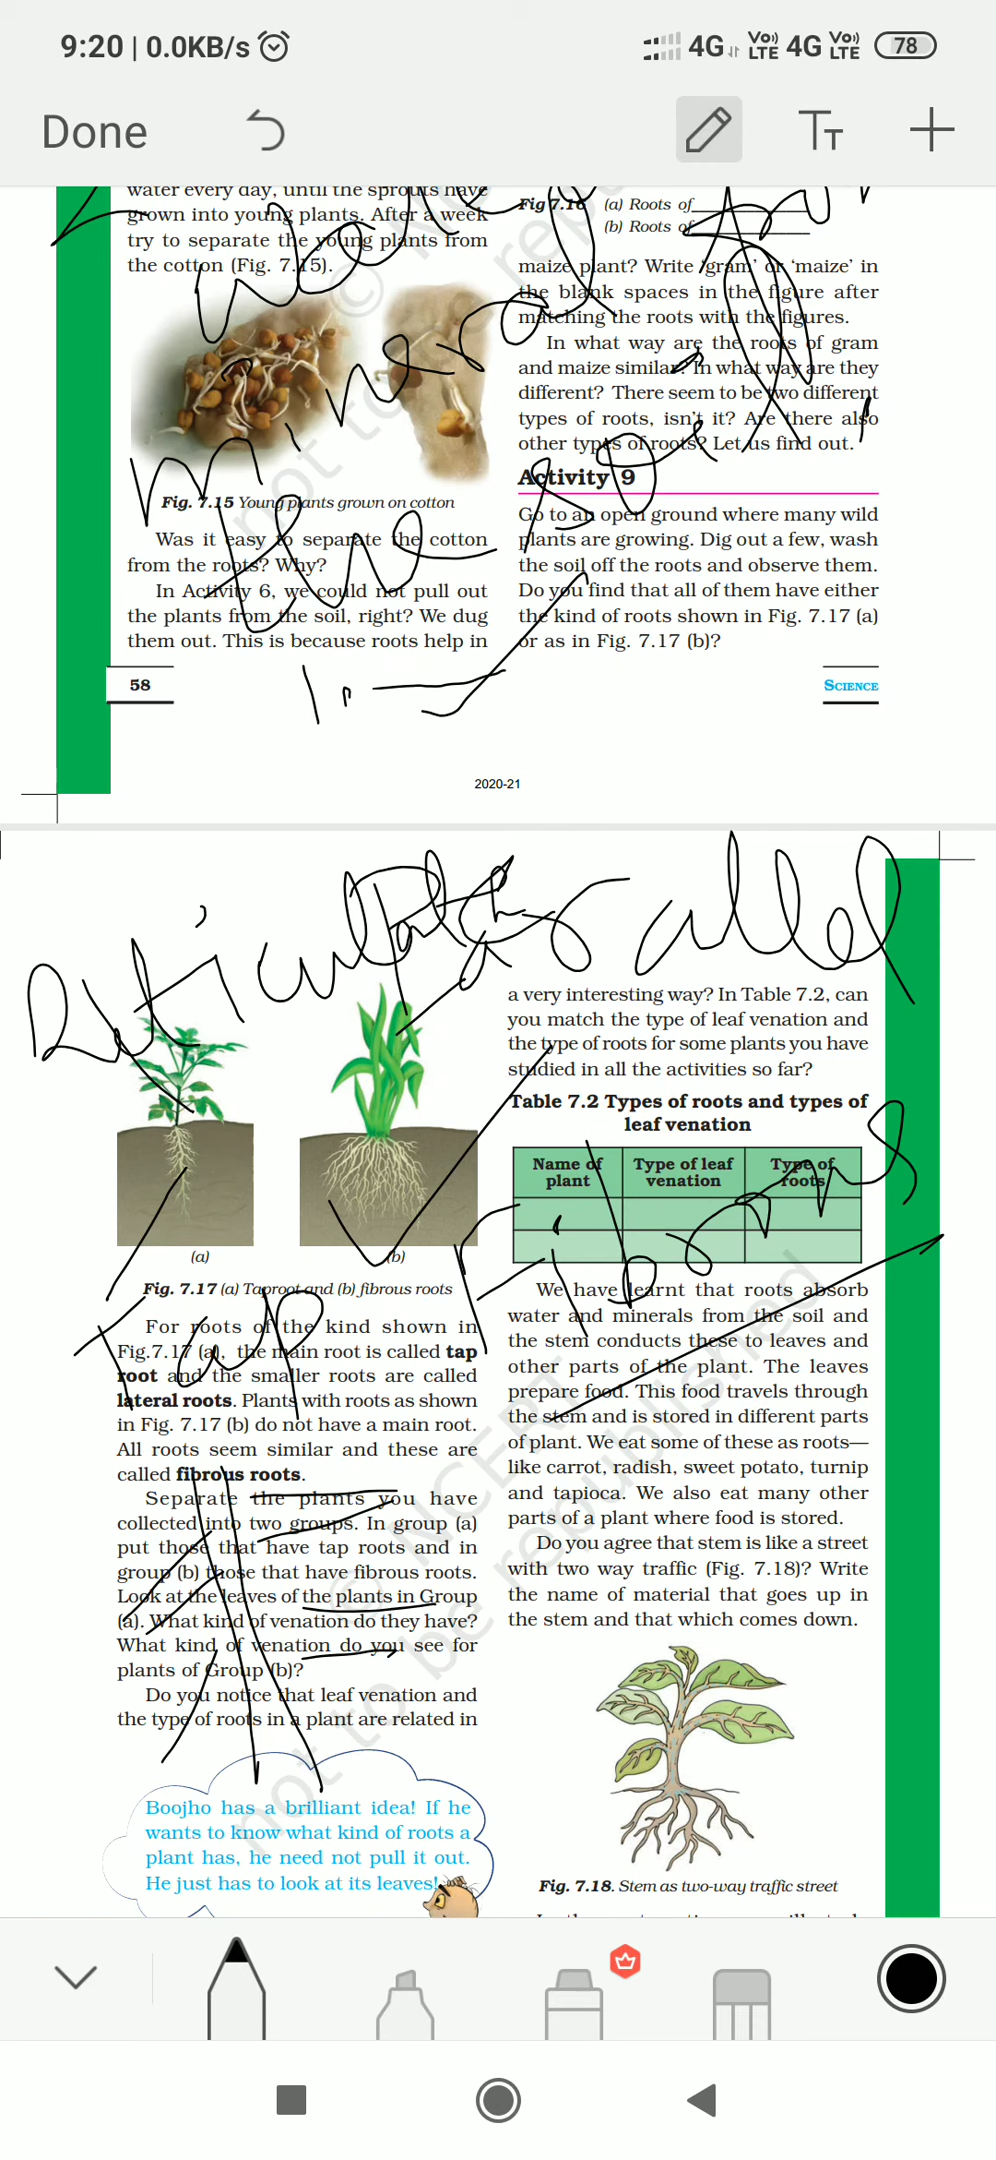 9:20 | 0.0KB/s
4G VoLTE 4G VoLTE 78
Done
water every day, until the sprouts have
grown into young plants. After a week
try to separate the young plants from
the cotton (Fig. 7.15).
Fig. 7.15 Young plants grown on cotton
Was it easy to separate the cotton
from the roots? Why?
In Activity 6, we could not pull out
the plants from the soil, right? We dug
them out. This is because roots help in
58
Fig 7.16 (a) Roots of
(b) Roots of
maize plant? Write 'gram' or 'maize' in
the blank spaces in the figure after
matching the roots with the figures.
In what way are the roots of gram
and maize similar? In what way are they
different? There seem to be two different
types of roots, isn't it? Are there also
other types of roots? Let us find out.
Activity 9
Go to an open ground where many wild
plants are growing. Dig out a few, wash
the soil off the roots and observe them.
Do you find that all of them have either
the kind of roots shown in Fig. 7.17 (a)
or as in Fig. 7.17 (b)?
SCIENCE
2020-21
(a)
(b)
Fig. 7.17 (a) Taproot and (b) fibrous roots
For roots of the kind shown in
Fig.7.17 (a), the main root is called tap
root and the smaller roots are called
lateral roots. Plants with roots as shown
in Fig. 7.17 (b) do not have a main root.
All roots seem similar and these are
called fibrous roots.
Separate the plants you have
collected into two groups. In group (a)
put those that have tap roots and in
group (b) those that have fibrous roots.
Look at the leaves of the plants in Group
(a). What kind of venation do they have?
What kind of venation do you see for
plants of Group (b)?
Do you notice that leaf venation and
the type of roots in a plant are related in
Boojho has a brilliant idea! If he
wants to know what kind of roots a
plant has, he need not pull it out.
He just has to look at its leaves!
a very interesting way? In Table 7.2, can
you match the type of leaf venation and
the type of roots for some plants you have
studied in all the activities so far?
Table 7.2 Types of roots and types of
leaf venation
Name of plant
Type of leaf venation
Type of roots
We have learnt that roots absorb
water and minerals from the soil and
the stem conducts these to leaves and
other parts of the plant. The leaves
prepare food. This food travels through
the stem and is stored in different parts
of plant. We eat some of these as roots—
like carrot, radish, sweet potato, turnip
and tapioca. We also eat many other
parts of a plant where food is stored.
Do you agree that stem is like a street
with two way traffic (Fig. 7.18)? Write
the name of material that goes up in
the stem and that which comes down.
Fig. 7.18. Stem as two-way traffic street
© NCERT
not to be republished